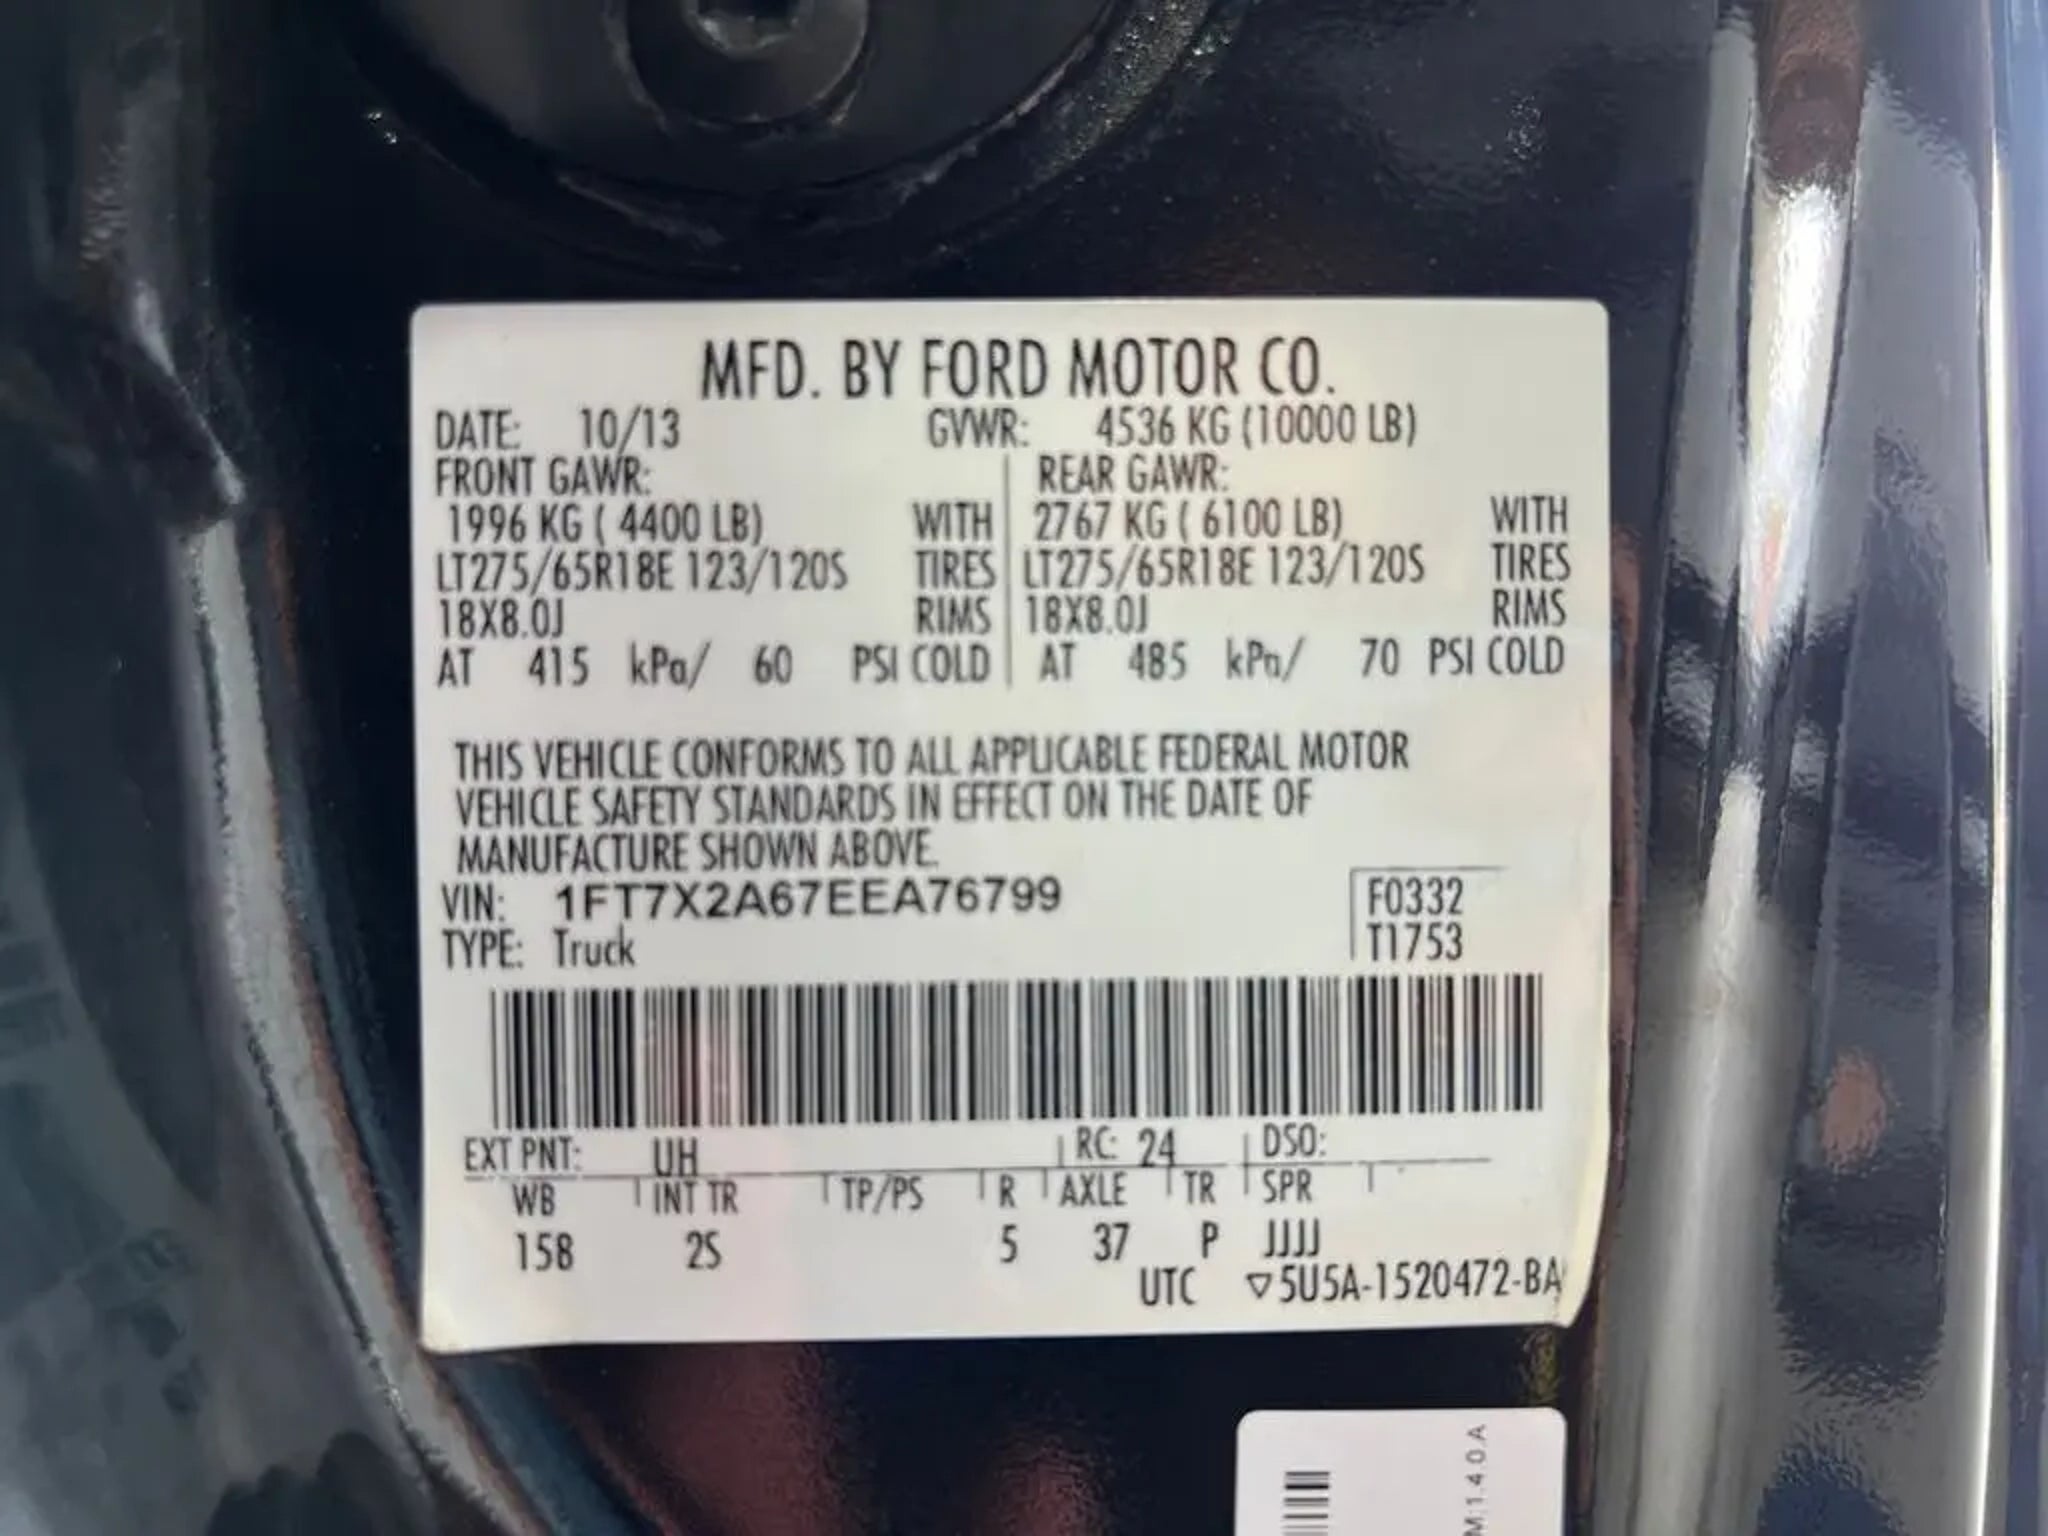 MFD. BY FORD MOTOR CO.
DATE: 10/13 GVWR: 4536 KG (10000 LB)
FRONT GAWR: REAR GAWR:
1996 KG ( 4400 LB) WITH 2767 KG ( 6100 LB) WITH
LT275/65R18E 123/120S TIRES LT275/65R18E 123/120S TIRES
18X8.0J RIMS 18X8.0J RIMS
AT 415 kPa/ 60 PSI COLD AT 485 kPa/ 70 PSI COLD
THIS VEHICLE CONFORMS TO ALL APPLICABLE FEDERAL MOTOR
VEHICLE SAFETY STANDARDS IN EFFECT ON THE DATE OF
MANUFACTURE SHOWN ABOVE.
VIN: 1FT7X2A67EEA76799 F0332
TYPE: Truck T1753
EXT PNT: UH RC: 24 DSO:
WB INT TR TP/PS R AXLE TR SPR
158 2S 5 37 P JJJJ
UTC ▽5U5A-1520472-BA
M1.4.0.A